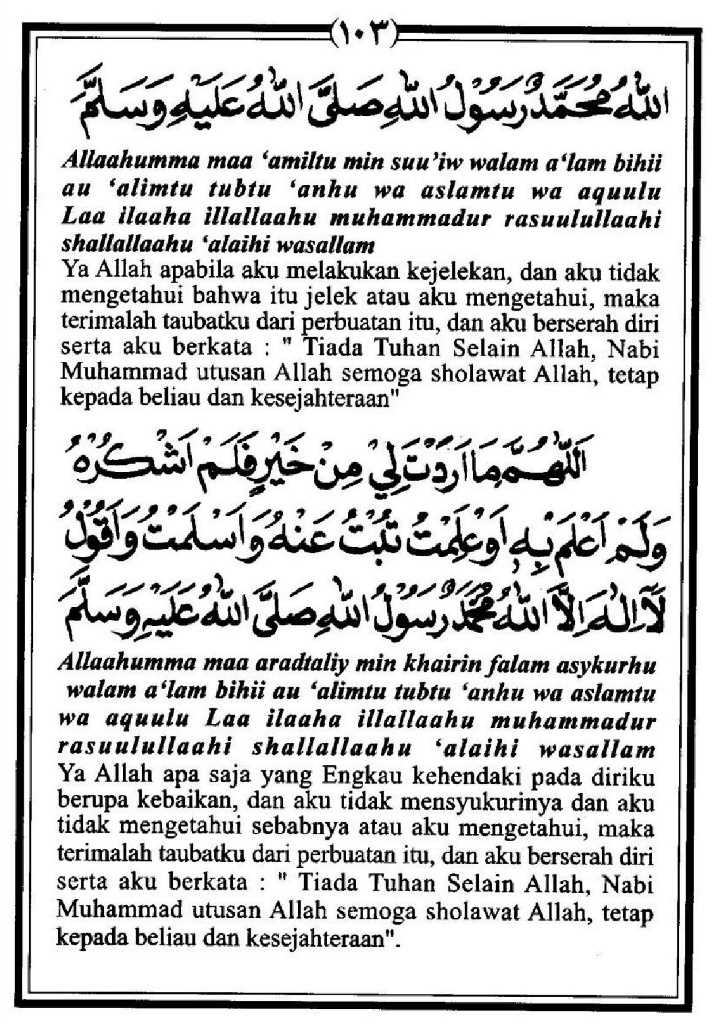 (١٠٣)
اللهُ مُحَمَّدٌ رَسُوْلُ اللهِ صَلَّى اللهُ عَلَيْهِ وَسَلَّمَ
Allaahumma maa ‘amiltu min suu’iw walam a‘lam bihii
au ‘alimtu tubtu ‘anhu wa aslamtu wa aquulu
Laa ilaaha illallaahu muhammadur rasuulullaahi
shallallaahu ‘alaihi wasallam
Ya Allah apabila aku melakukan kejelekan, dan aku tidak
mengetahui bahwa itu jelek atau aku mengetahui, maka
terimalah taubatku dari perbuatan itu, dan aku berserah diri
serta aku berkata : " Tiada Tuhan Selain Allah, Nabi
Muhammad utusan Allah semoga sholawat Allah, tetap
kepada beliau dan kesejahteraan"
اَللّٰهُمَّ مَا اَرَدْتَ لِيْ مِنْ خَيْرٍ فَلَمْ اَشْكُرْهُ
وَلَمْ اَعْلَمْ بِهِ اَوْ عَلِمْتُ تُبْتُ عَنْهُ وَاَسْلَمْتُ وَاَقُوْلُ
لَآ اِلٰهَ اِلَّا اللهُ مُحَمَّدٌ رَسُوْلُ اللهِ صَلَّى اللهُ عَلَيْهِ وَسَلَّمَ
Allaahumma maa aradtaliy min khairin falam asykurhu
walam a‘lam bihii au ‘alimtu tubtu ‘anhu wa aslamtu
wa aquulu Laa ilaaha illallaahu muhammadur
rasuulullaahi shallallaahu ‘alaihi wasallam
Ya Allah apa saja yang Engkau kehendaki pada diriku
berupa kebaikan, dan aku tidak mensyukurinya dan aku
tidak mengetahui sebabnya atau aku mengetahui, maka
terimalah taubatku dari perbuatan itu, dan aku berserah diri
serta aku berkata : " Tiada Tuhan Selain Allah, Nabi
Muhammad utusan Allah semoga sholawat Allah, tetap
kepada beliau dan kesejahteraan".